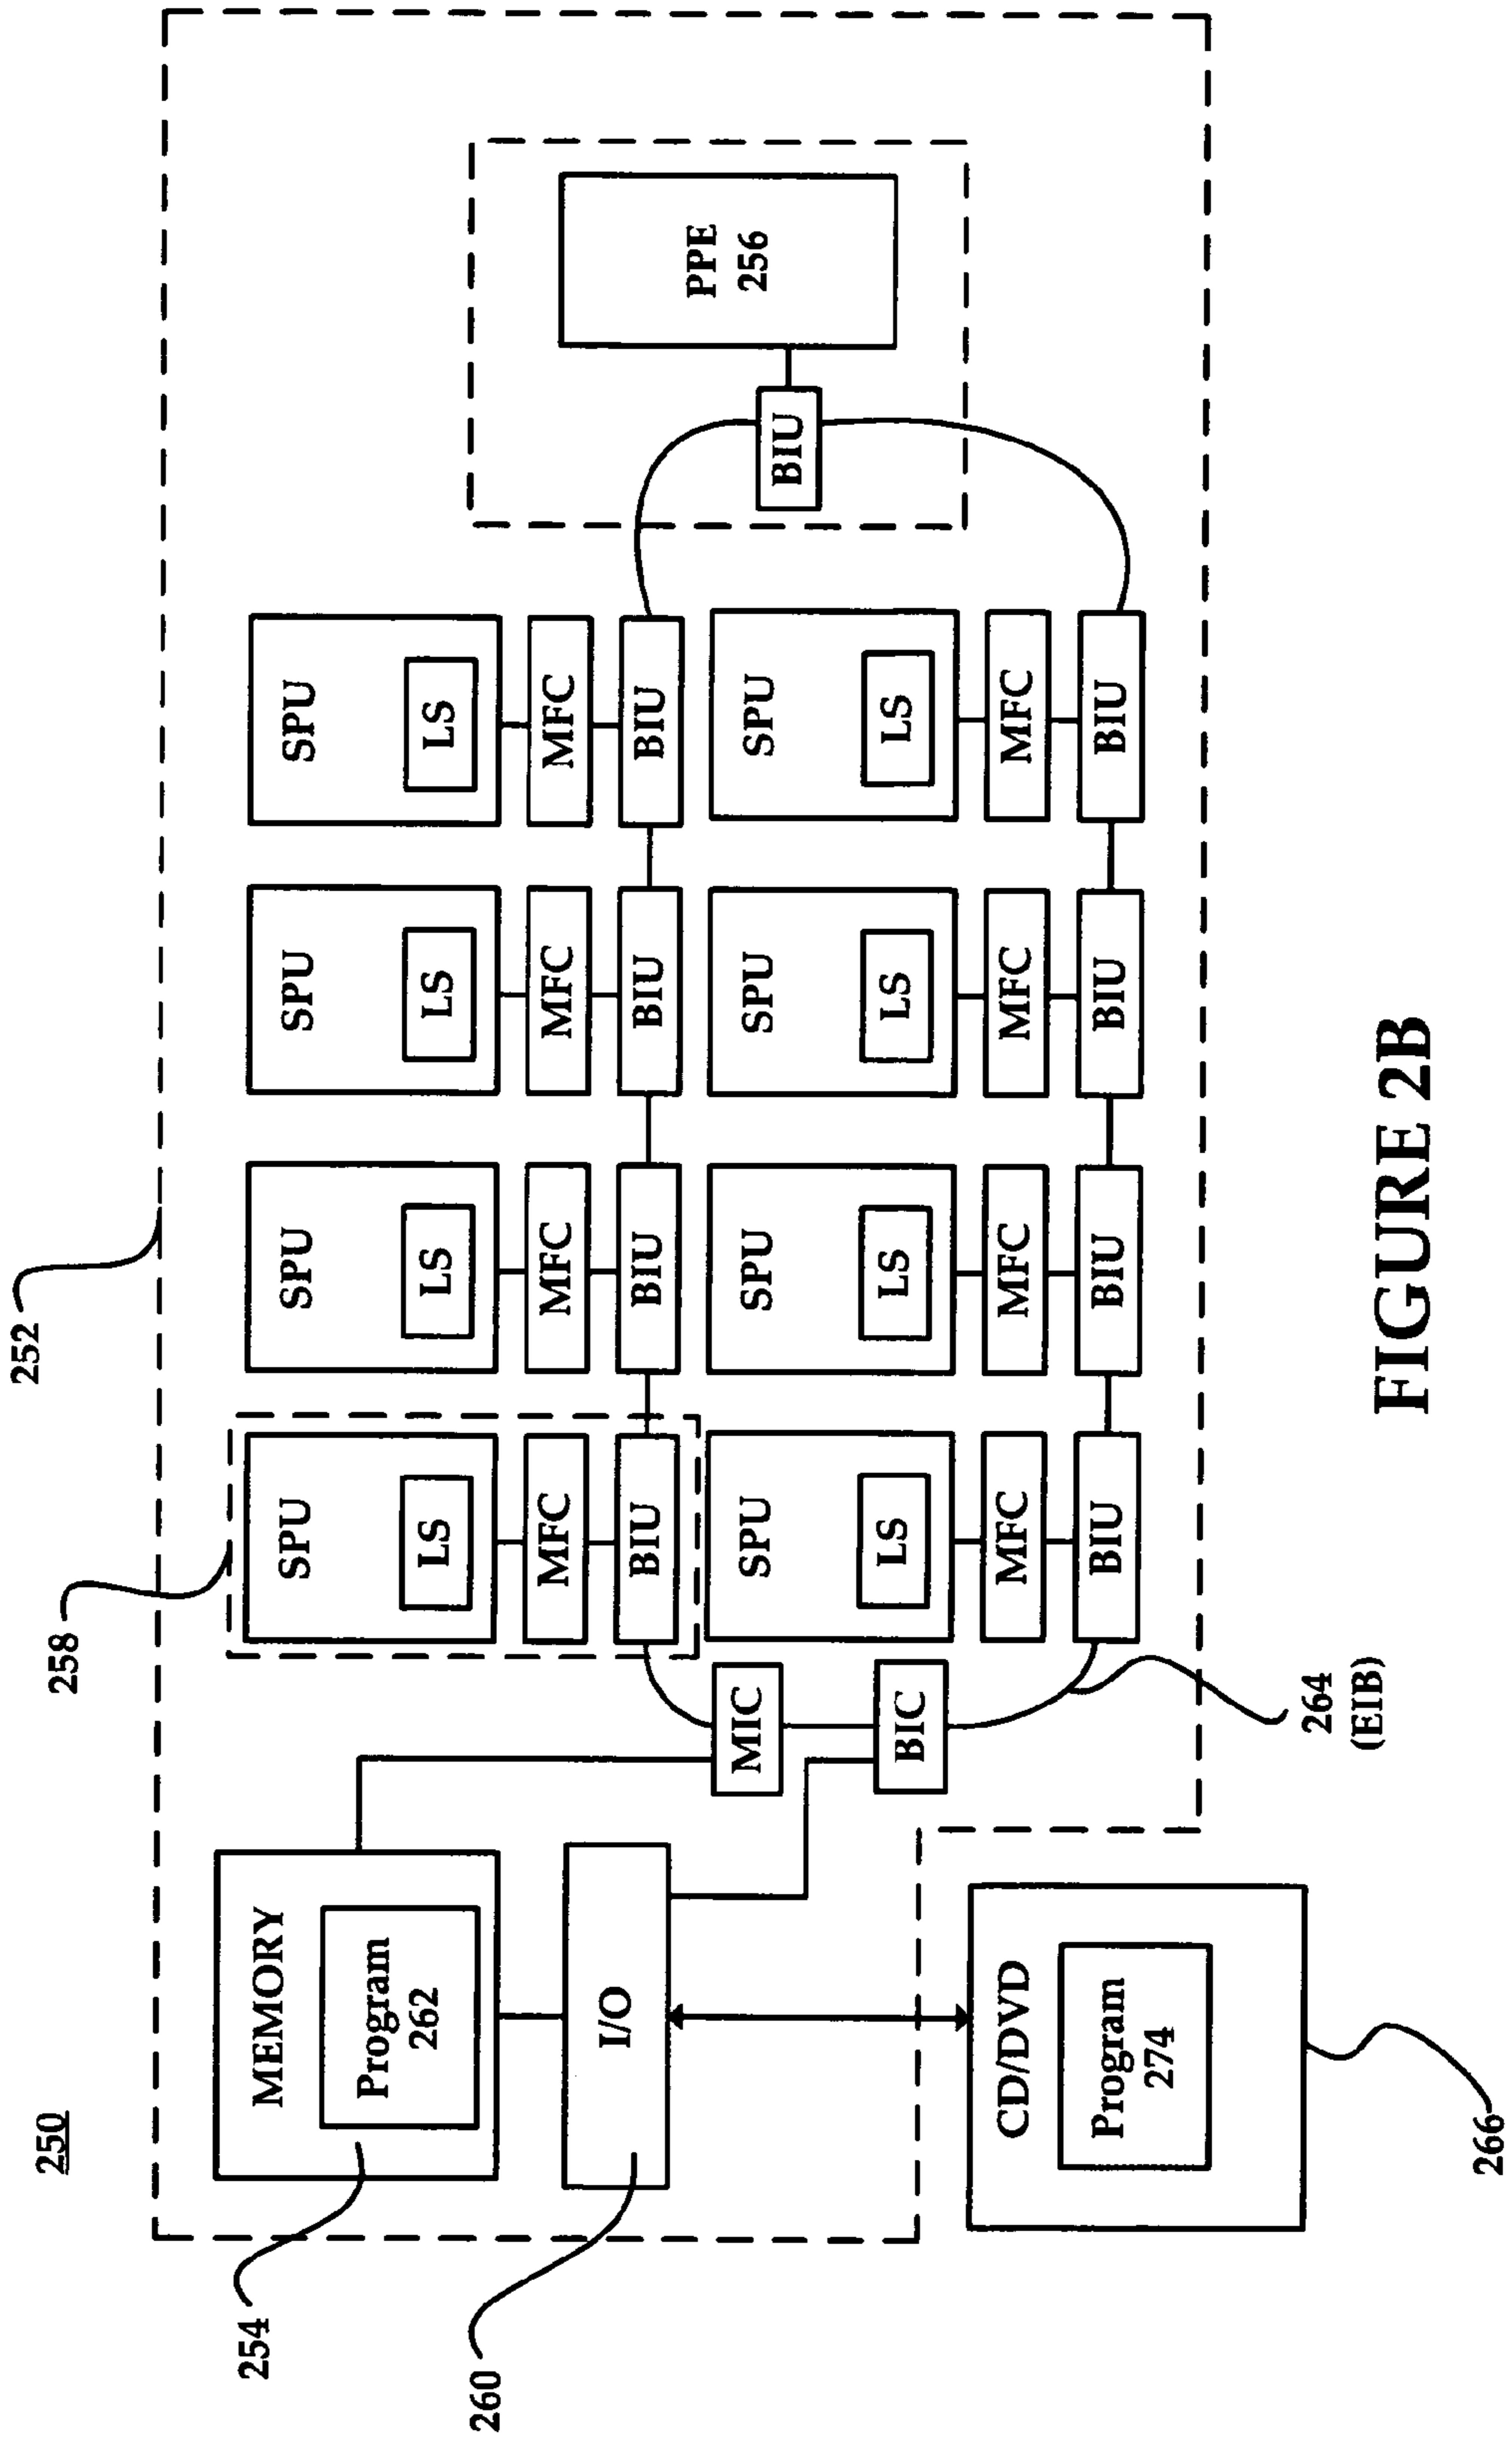 250
252
258
254
260
MEMORY
Program
262
I/O
SPU
LS
MFC
BIU
SPU
LS
MFC
BIU
SPU
LS
MFC
BIU
SPU
LS
MFC
BIU
MIC
BIC
SPU
LS
MFC
BIU
SPU
LS
MFC
BIU
SPU
LS
MFC
BIU
SPU
LS
MFC
BIU
BIU
PPE
256
CD/DVD
Program
274
266
264
(EIB)
FIGURE 2B